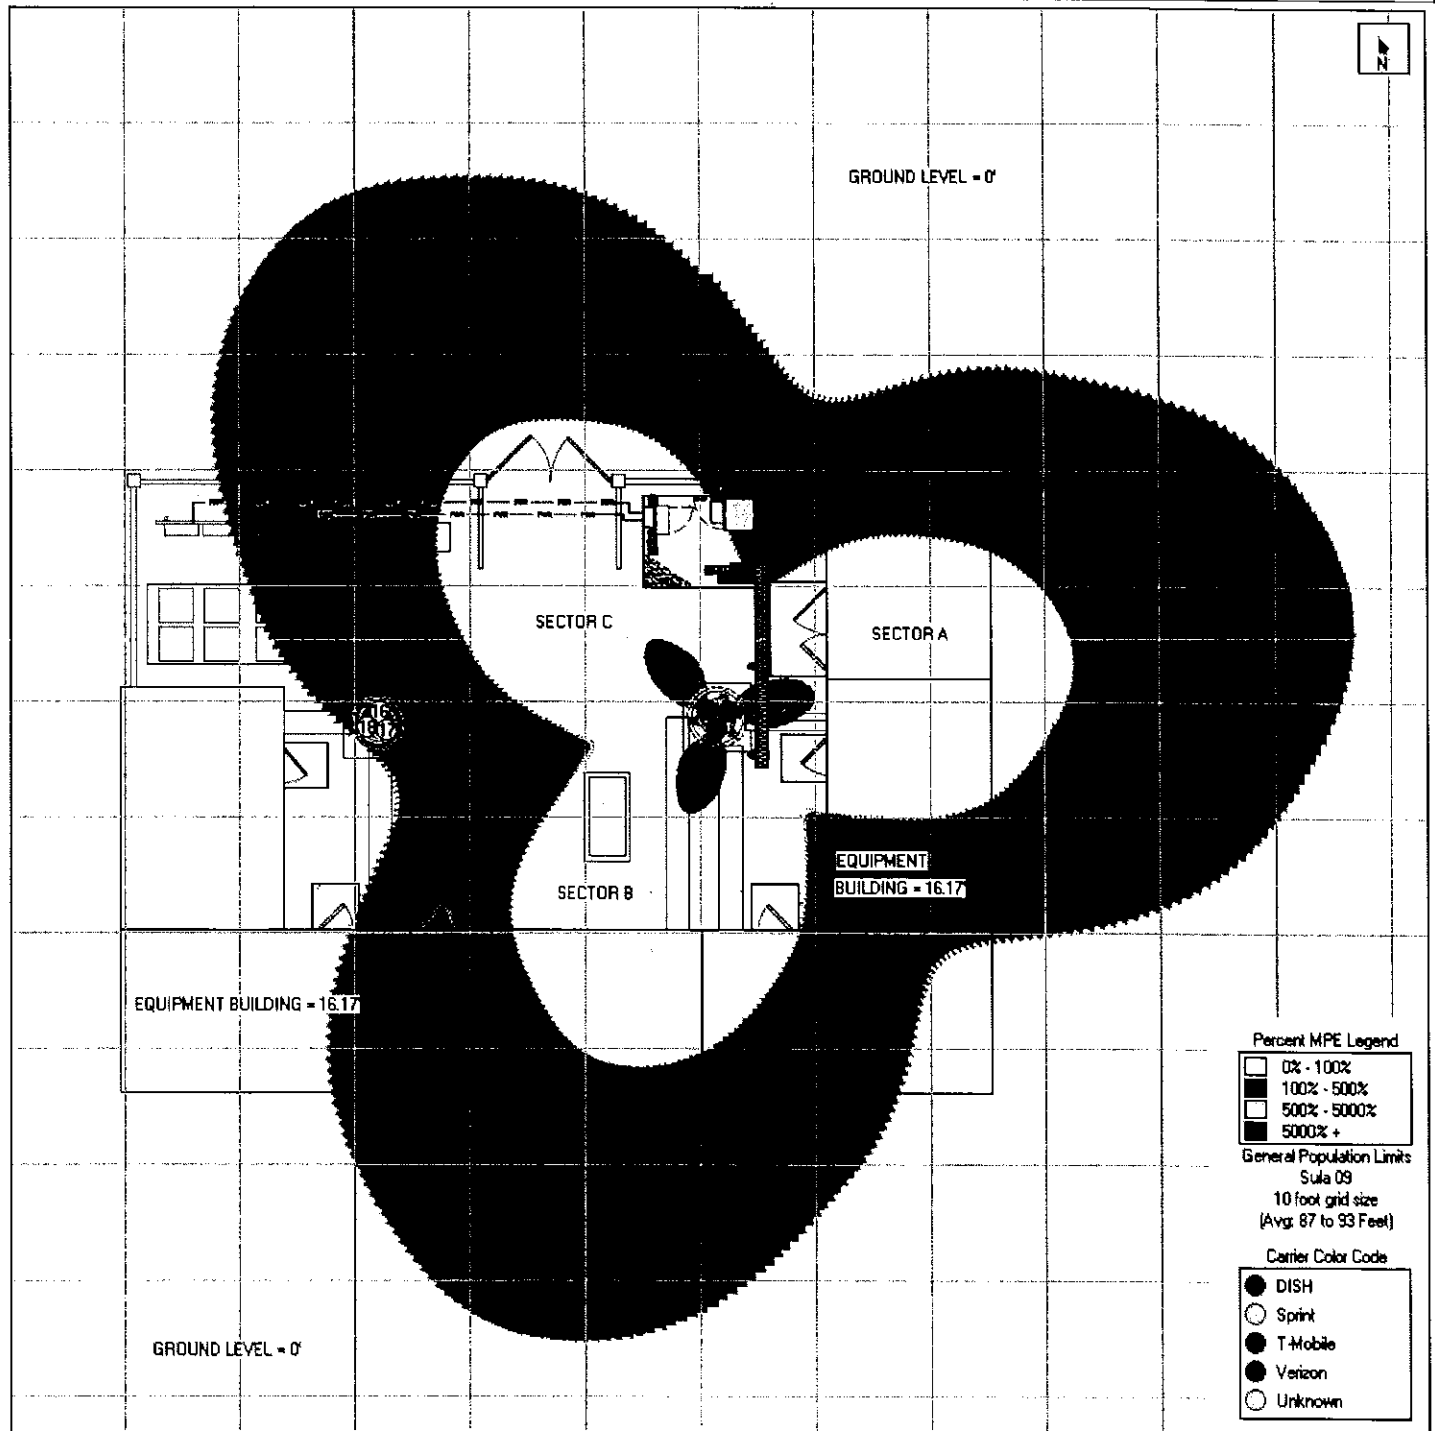 N
GROUND LEVEL = 0'
SECTOR C
SECTOR A
SECTOR B
EQUIPMENT
BUILDING = 16.17'
EQUIPMENT BUILDING = 16.17'
GROUND LEVEL = 0'
Percent MPE Legend
0% - 100%
100% - 500%
500% - 5000%
5000% +
General Population Limits
Sula 09
10 foot grid size
(Avg: 87 to 93 Feet)
Carrier Color Code
DISH
Sprint
T-Mobile
Verizon
Unknown